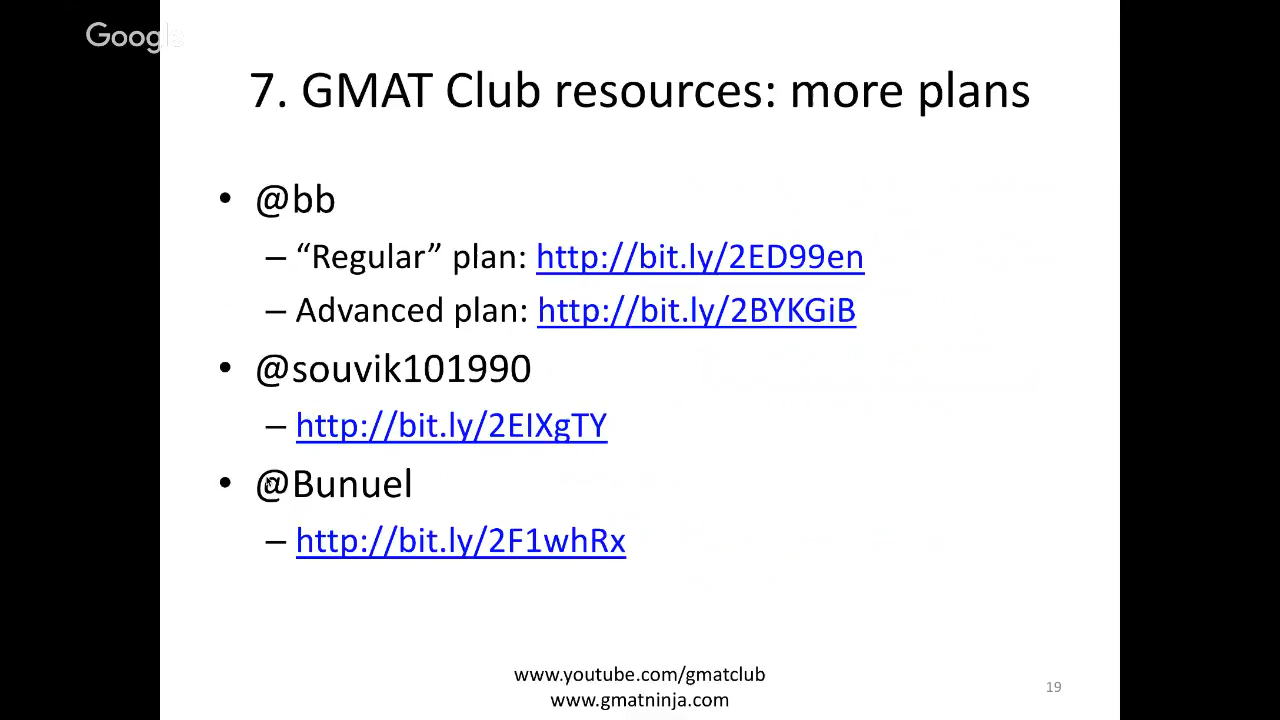 Google
7. GMAT Club resources: more plans
• @bb
– “Regular” plan: http://bit.ly/2ED99en
– Advanced plan: http://bit.ly/2BYKGiB
• @souvik101990
– http://bit.ly/2EIXgTY
• @Bunuel
– http://bit.ly/2F1whRx
www.youtube.com/gmatclub
www.gmatninja.com
19